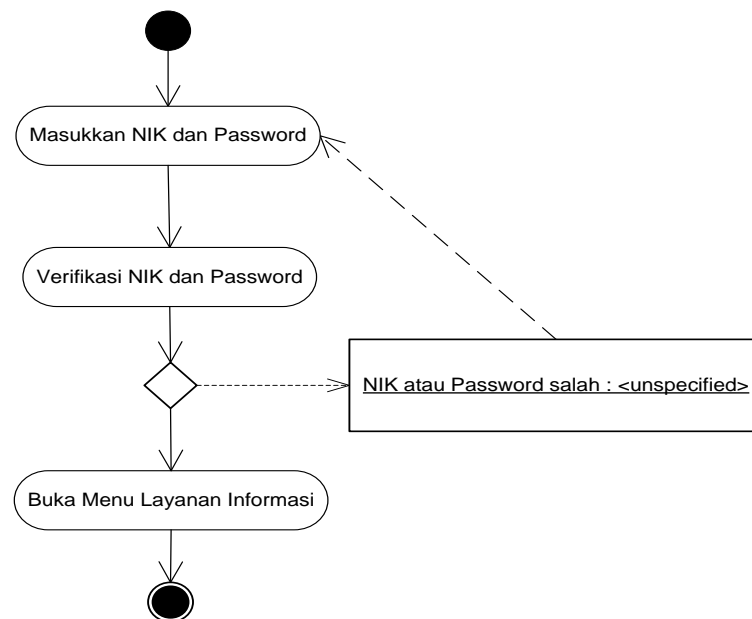 Masukkan NIK dan Password
Verifikasi NIK dan Password
NIK atau Password salah : <unspecified>
Buka Menu Layanan Informasi